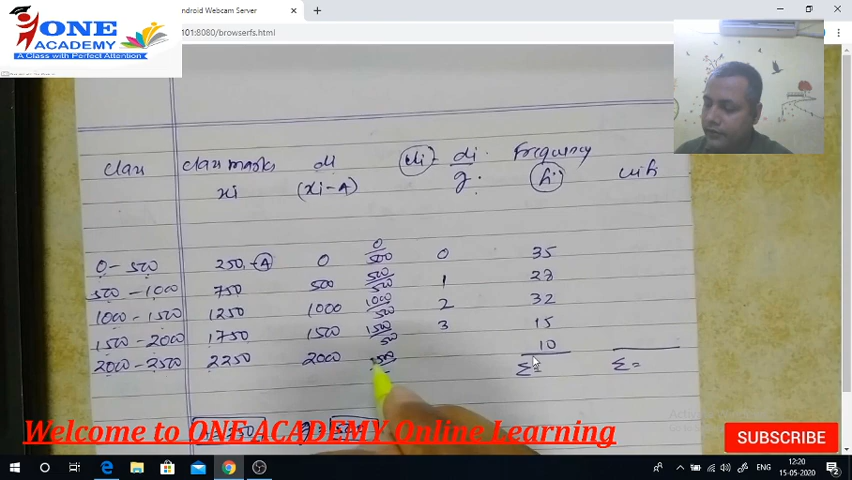 ONE
ACADEMY
A Class with Perfect Attention
ndroid Webcam Server
101:8080/browserfs.html
class
class marks
xi
di
(xi-A)
ui = di
g
Frequency
fi
uifi
0-500 250-A 0 0/500 0 35
500-1000 750 500 500/500 1 28
1000-1500 1250 1000 1000/500 2 32
1500-2000 1750 1500 1500/500 3 15
2000-2500 2250 2000 10
Σ= Σ=
Welcome to ONE ACADEMY Online Learning
SUBSCRIBE
ENG
12:20
15-05-2020